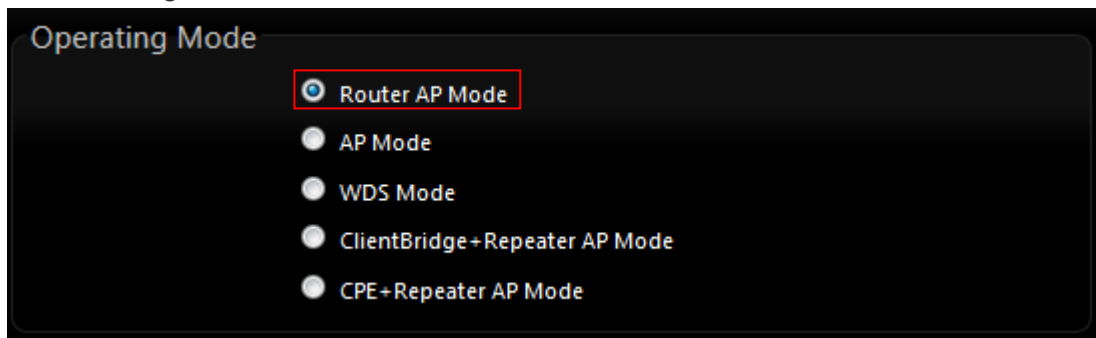 Operating Mode
Router AP Mode
AP Mode
WDS Mode
ClientBridge+Repeater AP Mode
CPE+Repeater AP Mode